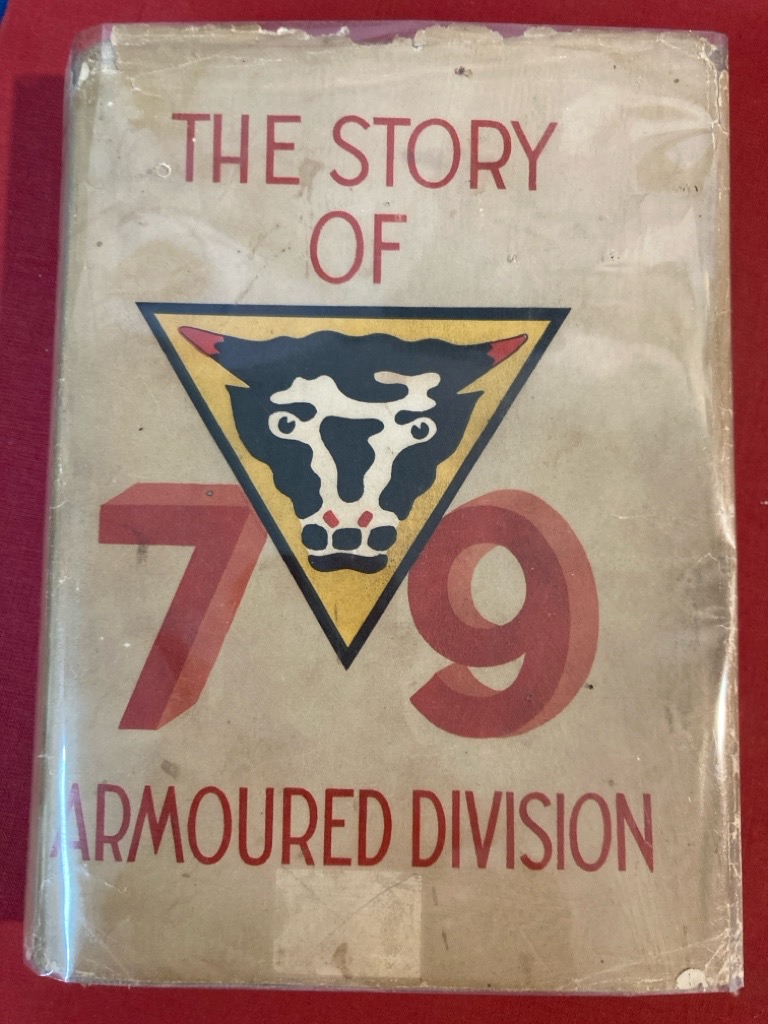 THE STORY
OF
79
ARMOURED DIVISION